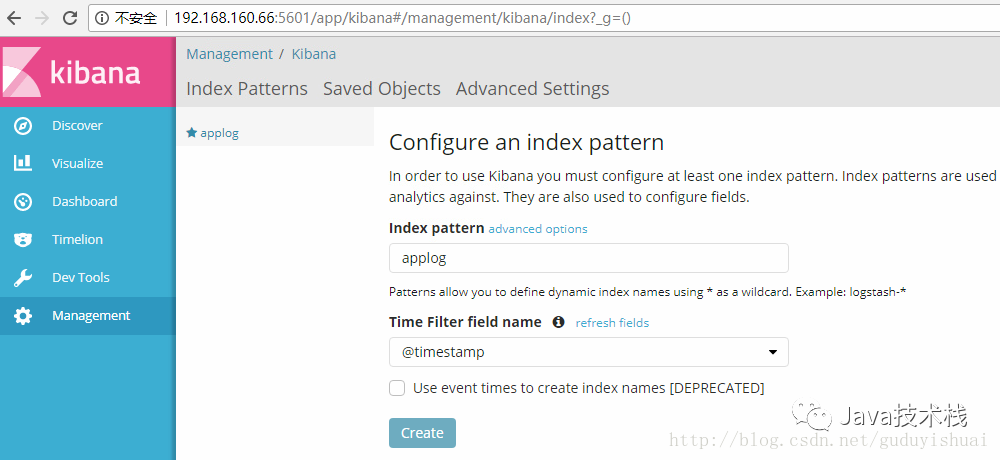 不安全 192.168.160.66:5601/app/kibana#/management/kibana/index?_g=()
kibana
Discover
Visualize
Dashboard
Timelion
Dev Tools
Management
Management / Kibana
Index Patterns Saved Objects Advanced Settings
applog
Configure an index pattern
In order to use Kibana you must configure at least one index pattern. Index patterns are used
analytics against. They are also used to configure fields.
Index pattern advanced options
applog
Patterns allow you to define dynamic index names using * as a wildcard. Example: logstash-*
Time Filter field name refresh fields
@timestamp
Use event times to create index names [DEPRECATED]
Create
Java技术栈
http://blog.csdn.net/guduyishuai